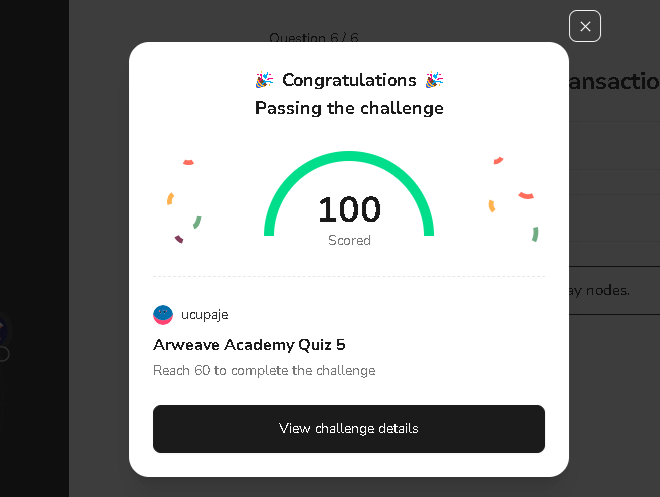 Question 6 / 6
🎉 Congratulations 🎉
Passing the challenge
ansactio
100
Scored
ay nodes.
ucupaje
Arweave Academy Quiz 5
Reach 60 to complete the challenge
View challenge details